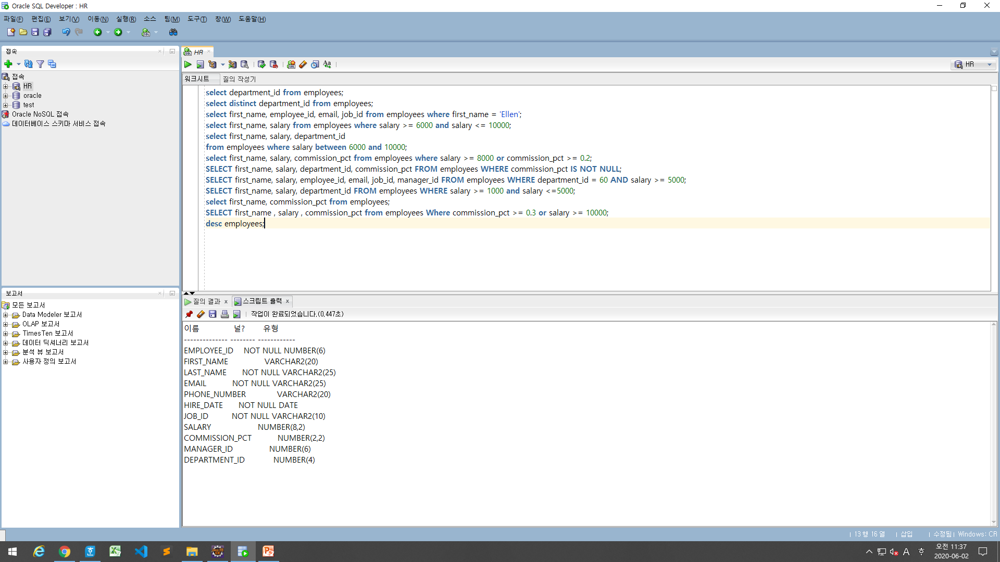 Oracle SQL Developer : HR
파일(F) 편집(E) 보기(V) 이동(N) 실행(R) 소스 팀(M) 도구(T) 창(W) 도움말(H)
접속
접속
HR
oracle
test
Oracle NoSQL 접속
데이터베이스 스키마 서비스 접속
보고서
모든 보고서
Data Modeler 보고서
OLAP 보고서
TimesTen 보고서
데이터 딕셔너리 보고서
분석 뷰 보고서
사용자 정의 보고서
HR
HR
워크시트 질의 작성기
select department_id from employees;
select distinct department_id from employees;
select first_name, employee_id, email, job_id from employees where first_name = 'Ellen';
select first_name, salary from employees where salary >= 6000 and salary <= 10000;
select first_name, salary, department_id
from employees where salary between 6000 and 10000;
select first_name, salary, commission_pct from employees where salary >= 8000 or commission_pct >= 0.2;
SELECT first_name, salary, department_id, commission_pct FROM employees WHERE commission_pct IS NOT NULL;
SELECT first_name, salary, employee_id, email, job_id, manager_id FROM employees WHERE department_id = 60 AND salary >= 5000;
SELECT first_name, salary, department_id FROM employees WHERE salary >= 1000 and salary <=5000;
select first_name, commission_pct from employees;
SELECT first_name , salary , commission_pct from employees Where commission_pct >= 0.3 or salary >= 10000;
desc employees;
질의 결과 스크립트 출력
작업이 완료되었습니다.(0.447초)
이름 널? 유형
-------------- -------- ------------
EMPLOYEE_ID NOT NULL NUMBER(6)
FIRST_NAME VARCHAR2(20)
LAST_NAME NOT NULL VARCHAR2(25)
EMAIL NOT NULL VARCHAR2(25)
PHONE_NUMBER VARCHAR2(20)
HIRE_DATE NOT NULL DATE
JOB_ID NOT NULL VARCHAR2(10)
SALARY NUMBER(8,2)
COMMISSION_PCT NUMBER(2,2)
MANAGER_ID NUMBER(6)
DEPARTMENT_ID NUMBER(4)
13 행 16 열 삽입 수정됨 Windows: CR
A 호
오전 11:37
2020-06-02